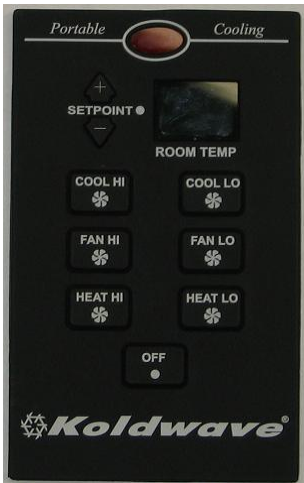 Portable Cooling
+
SETPOINT
−
ROOM TEMP
COOL HI COOL LO
FAN HI FAN LO
HEAT HI HEAT LO
OFF
Koldwave®